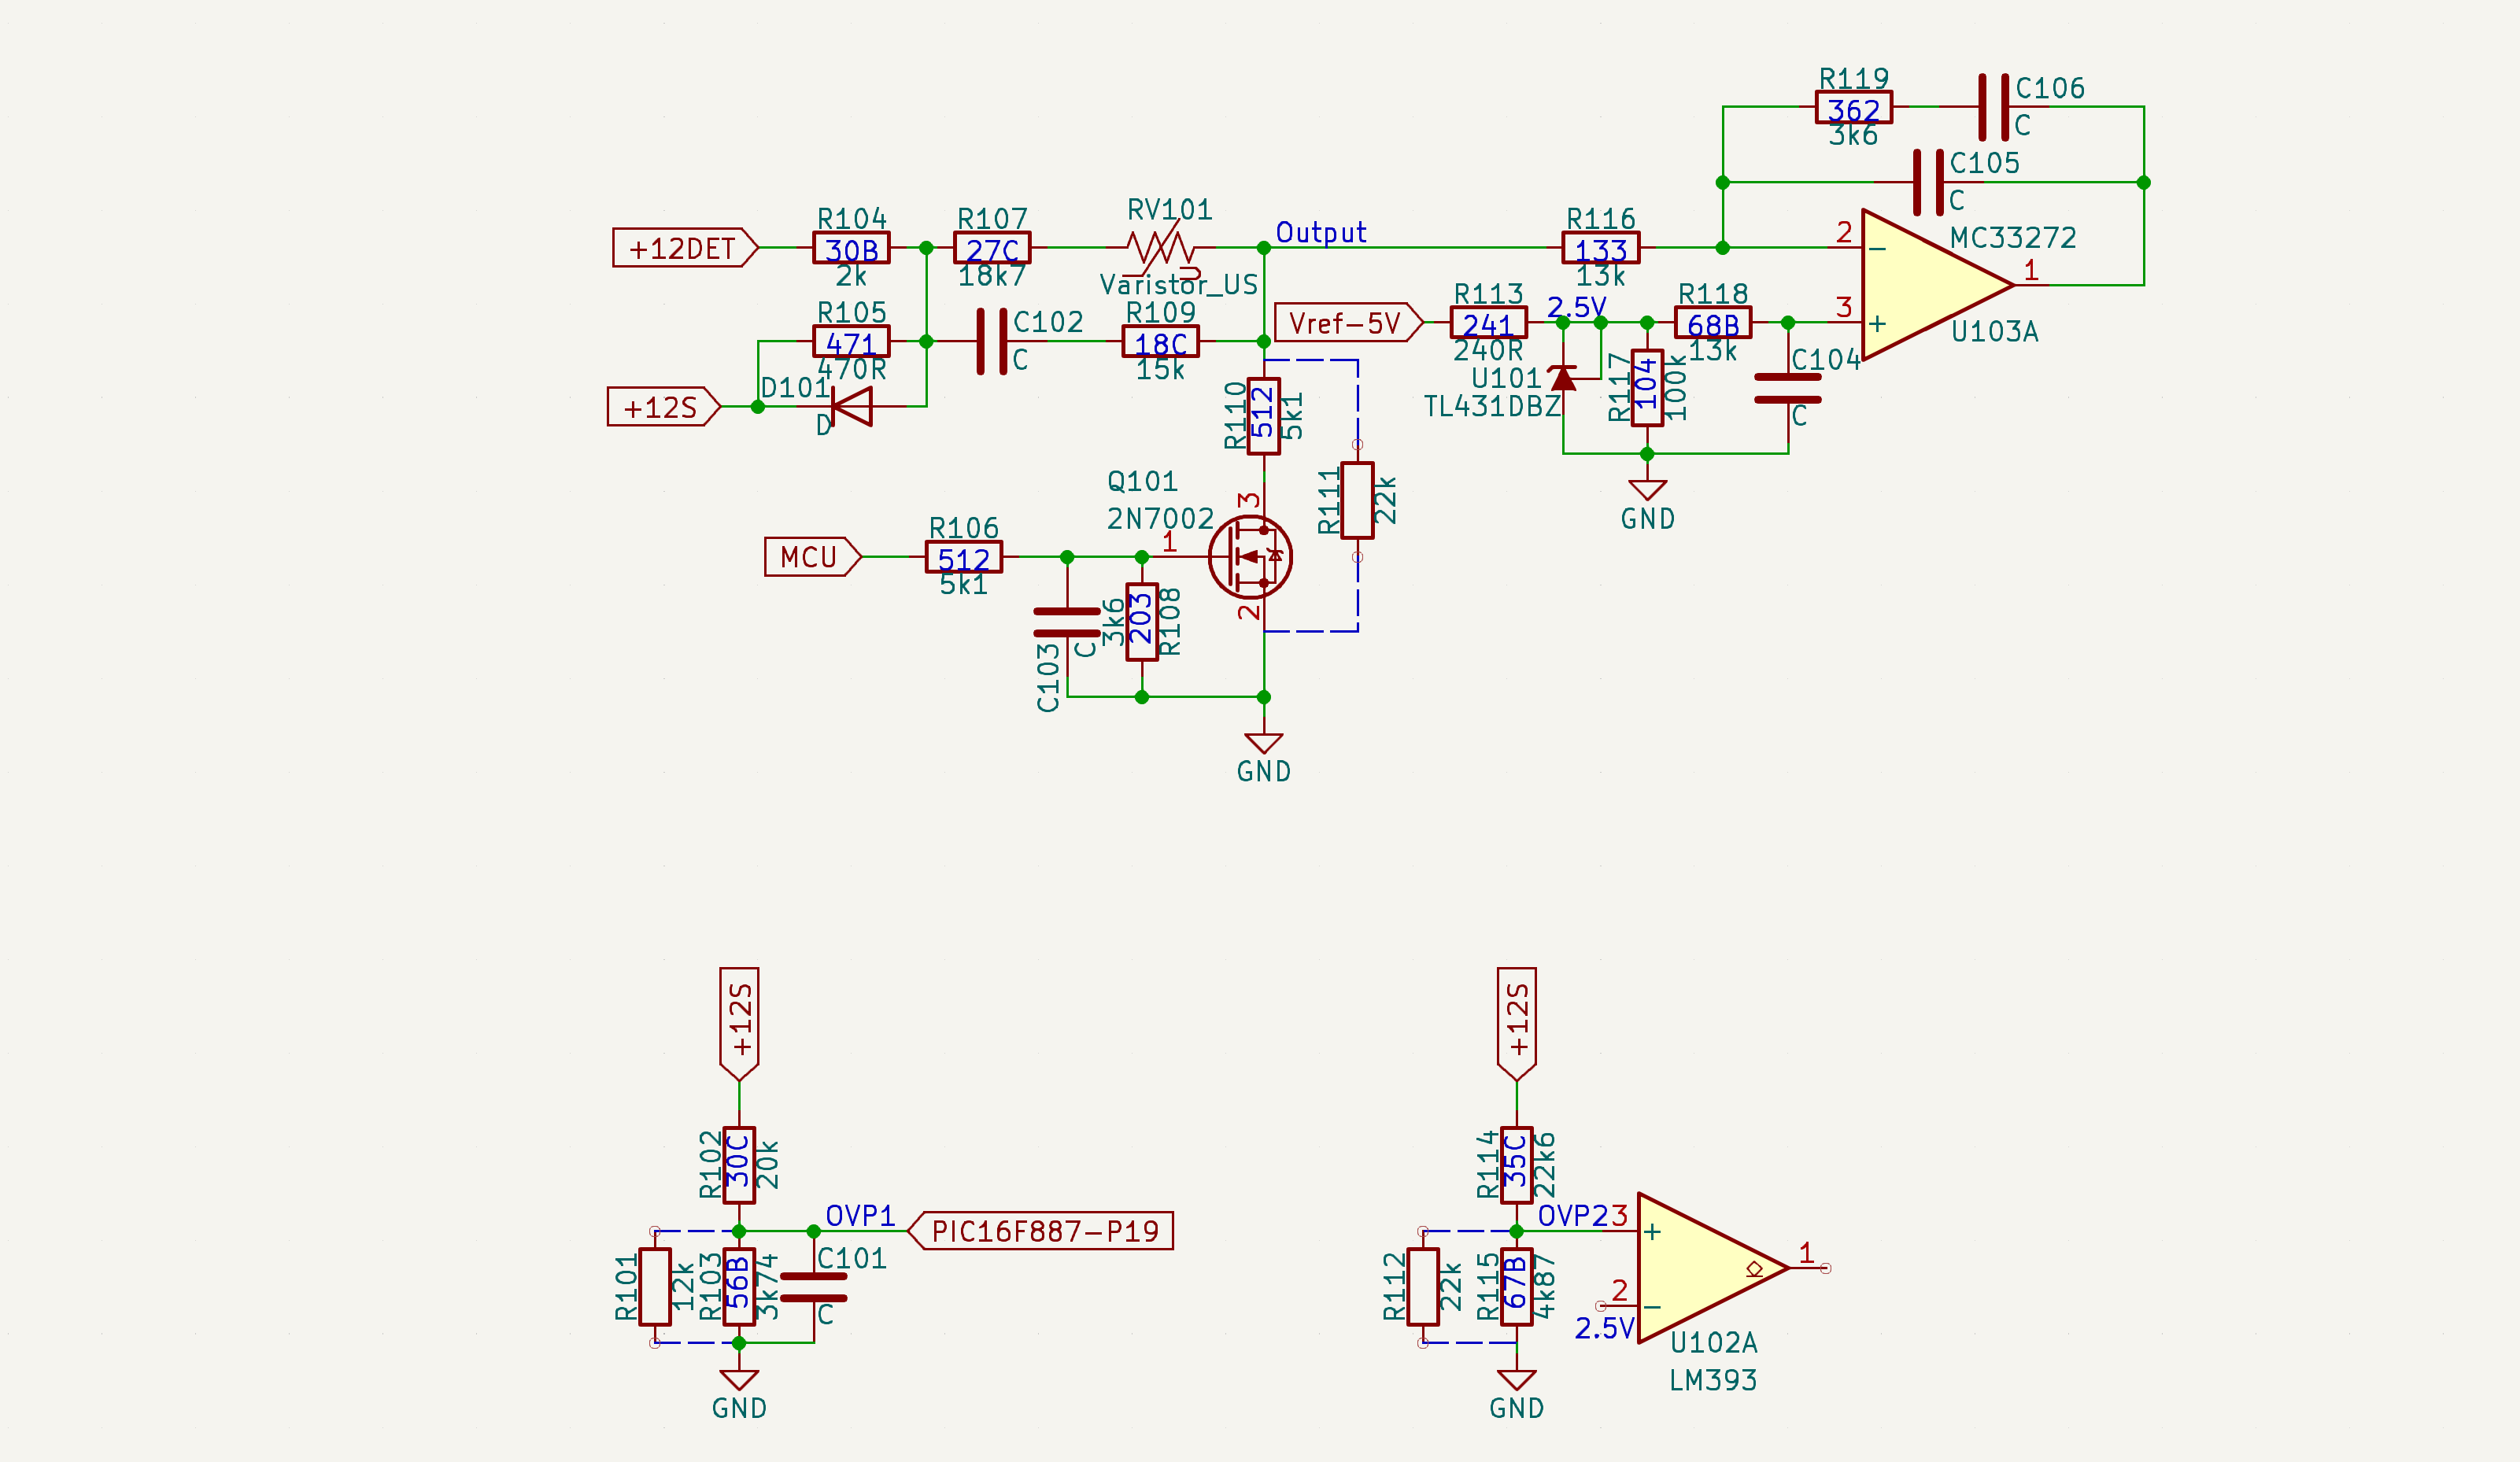 R119
362
3k6
C106
C
C105
C
+12DET
R104
30B
2k
R107
27C
18k7
RV101
Varistor_US
Output
R116
133
13k
2
−
MC33272
1
3
+
U103A
R105
471
470R
C102
C
R109
18C
15k
Vref-5V
R113
241
240R
2.5V
R118
68B
13k
+12S
D101
D
R110
512
5k1
U101
TL431DBZ
R117
104
100k
C104
C
GND
Q101
2N7002
3
1
2
R111
22k
MCU
R106
512
5k1
C103
C
3k6
203
R108
GND
+12S
R102
30C
20k
OVP1
PIC16F887-P19
R101
12k
R103
56B
3k74
C101
C
GND
+12S
R114
35C
22k6
OVP2
3
+
1
2
−
2.5V
R112
22k
R115
67B
4k87
U102A
LM393
GND